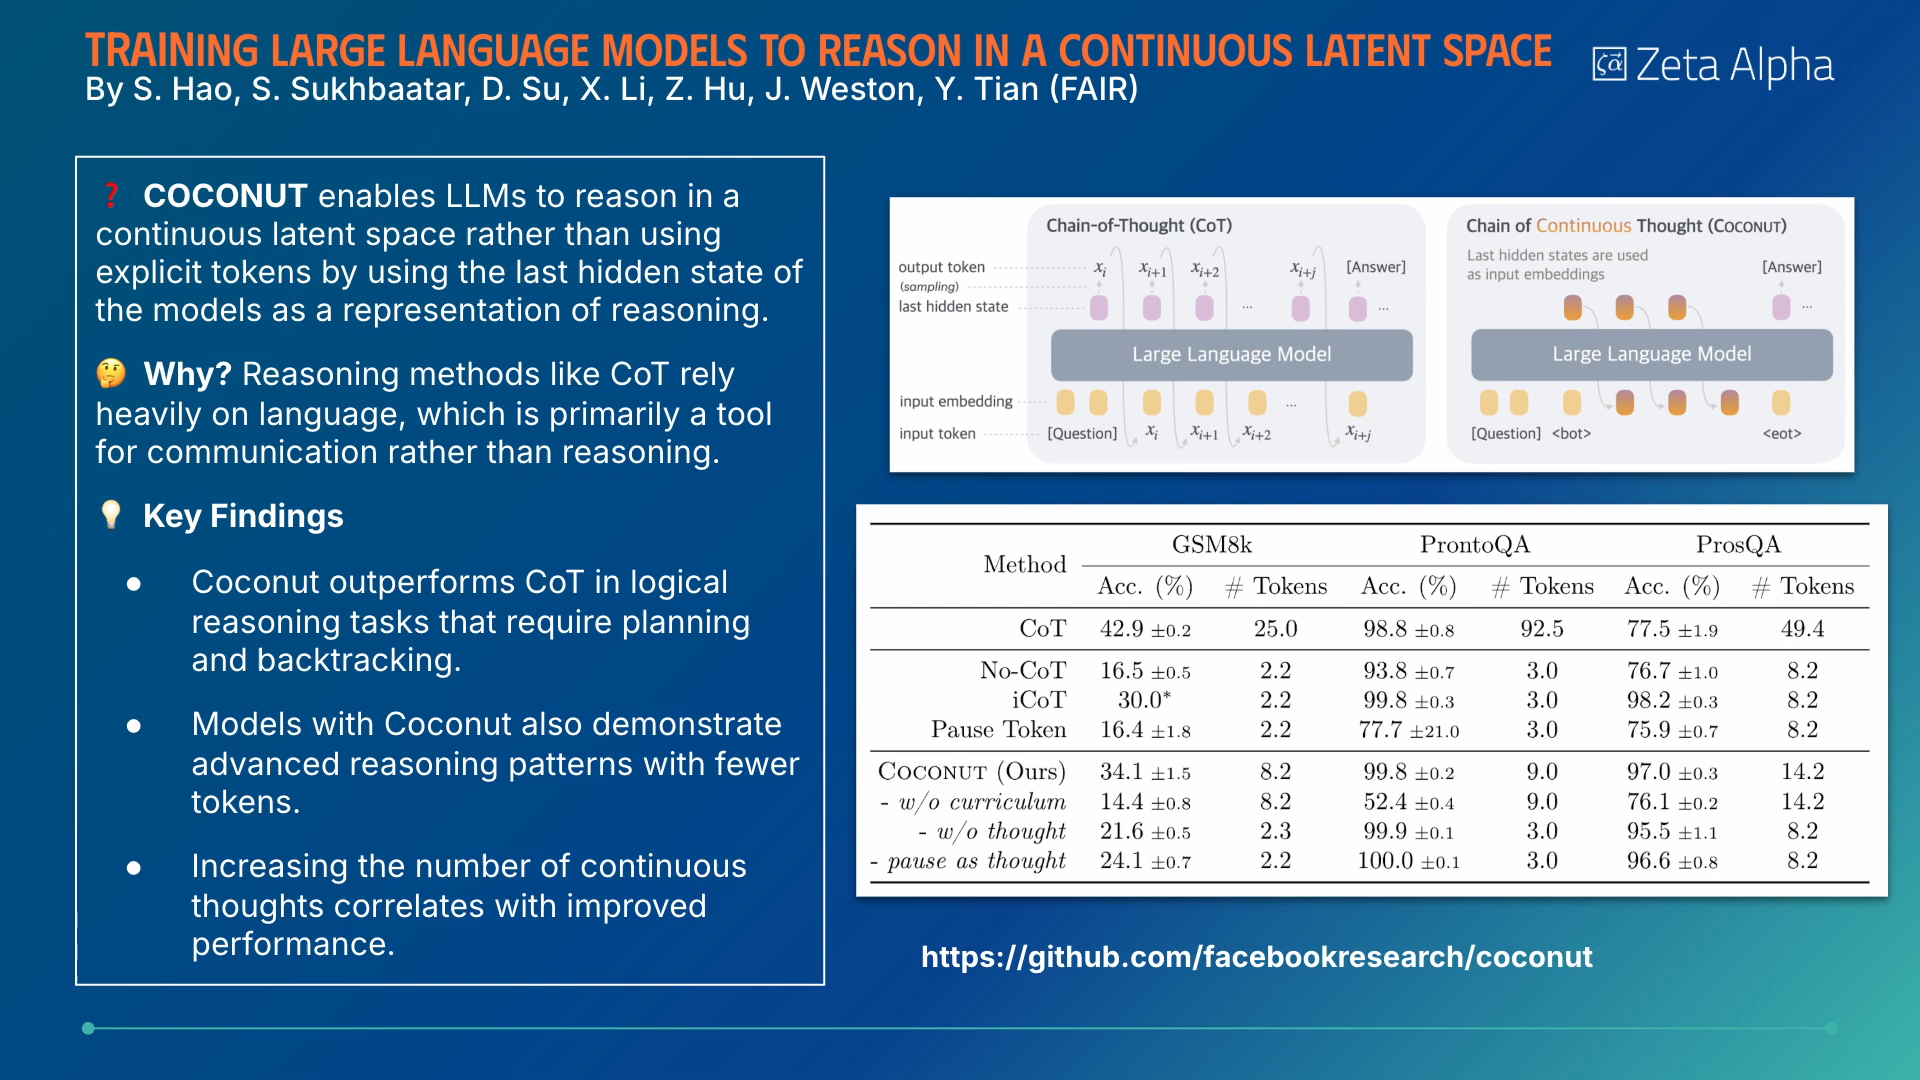 TRAINING LARGE LANGUAGE MODELS TO REASON IN A CONTINUOUS LATENT SPACE
By S. Hao, S. Sukhbaatar, D. Su, X. Li, Z. Hu, J. Weston, Y. Tian (FAIR)
ζα Zeta Alpha
❓ COCONUT enables LLMs to reason in a
continuous latent space rather than using
explicit tokens by using the last hidden state of
the models as a representation of reasoning.
🤔 Why? Reasoning methods like CoT rely
heavily on language, which is primarily a tool
for communication rather than reasoning.
💡 Key Findings
● Coconut outperforms CoT in logical
reasoning tasks that require planning
and backtracking.
● Models with Coconut also demonstrate
advanced reasoning patterns with fewer
tokens.
● Increasing the number of continuous
thoughts correlates with improved
performance.
Chain-of-Thought (CoT)
output token x_i x_{i+1} x_{i+2} x_{i+j} [Answer]
(sampling)
last hidden state ... ...
Large Language Model
input embedding ...
input token [Question] x_i x_{i+1} x_{i+2} x_{i+j}
Chain of Continuous Thought (COCONUT)
Last hidden states are used
as input embeddings
[Answer]
...
Large Language Model
[Question] <bot> <eot>
Method GSM8k ProntoQA ProsQA
Acc. (%) # Tokens Acc. (%) # Tokens Acc. (%) # Tokens
CoT 42.9 ±0.2 25.0 98.8 ±0.8 92.5 77.5 ±1.9 49.4
No-CoT 16.5 ±0.5 2.2 93.8 ±0.7 3.0 76.7 ±1.0 8.2
iCoT 30.0* 2.2 99.8 ±0.3 3.0 98.2 ±0.3 8.2
Pause Token 16.4 ±1.8 2.2 77.7 ±21.0 3.0 75.9 ±0.7 8.2
COCONUT (Ours) 34.1 ±1.5 8.2 99.8 ±0.2 9.0 97.0 ±0.3 14.2
- w/o curriculum 14.4 ±0.8 8.2 52.4 ±0.4 9.0 76.1 ±0.2 14.2
- w/o thought 21.6 ±0.5 2.3 99.9 ±0.1 3.0 95.5 ±1.1 8.2
- pause as thought 24.1 ±0.7 2.2 100.0 ±0.1 3.0 96.6 ±0.8 8.2
https://github.com/facebookresearch/coconut